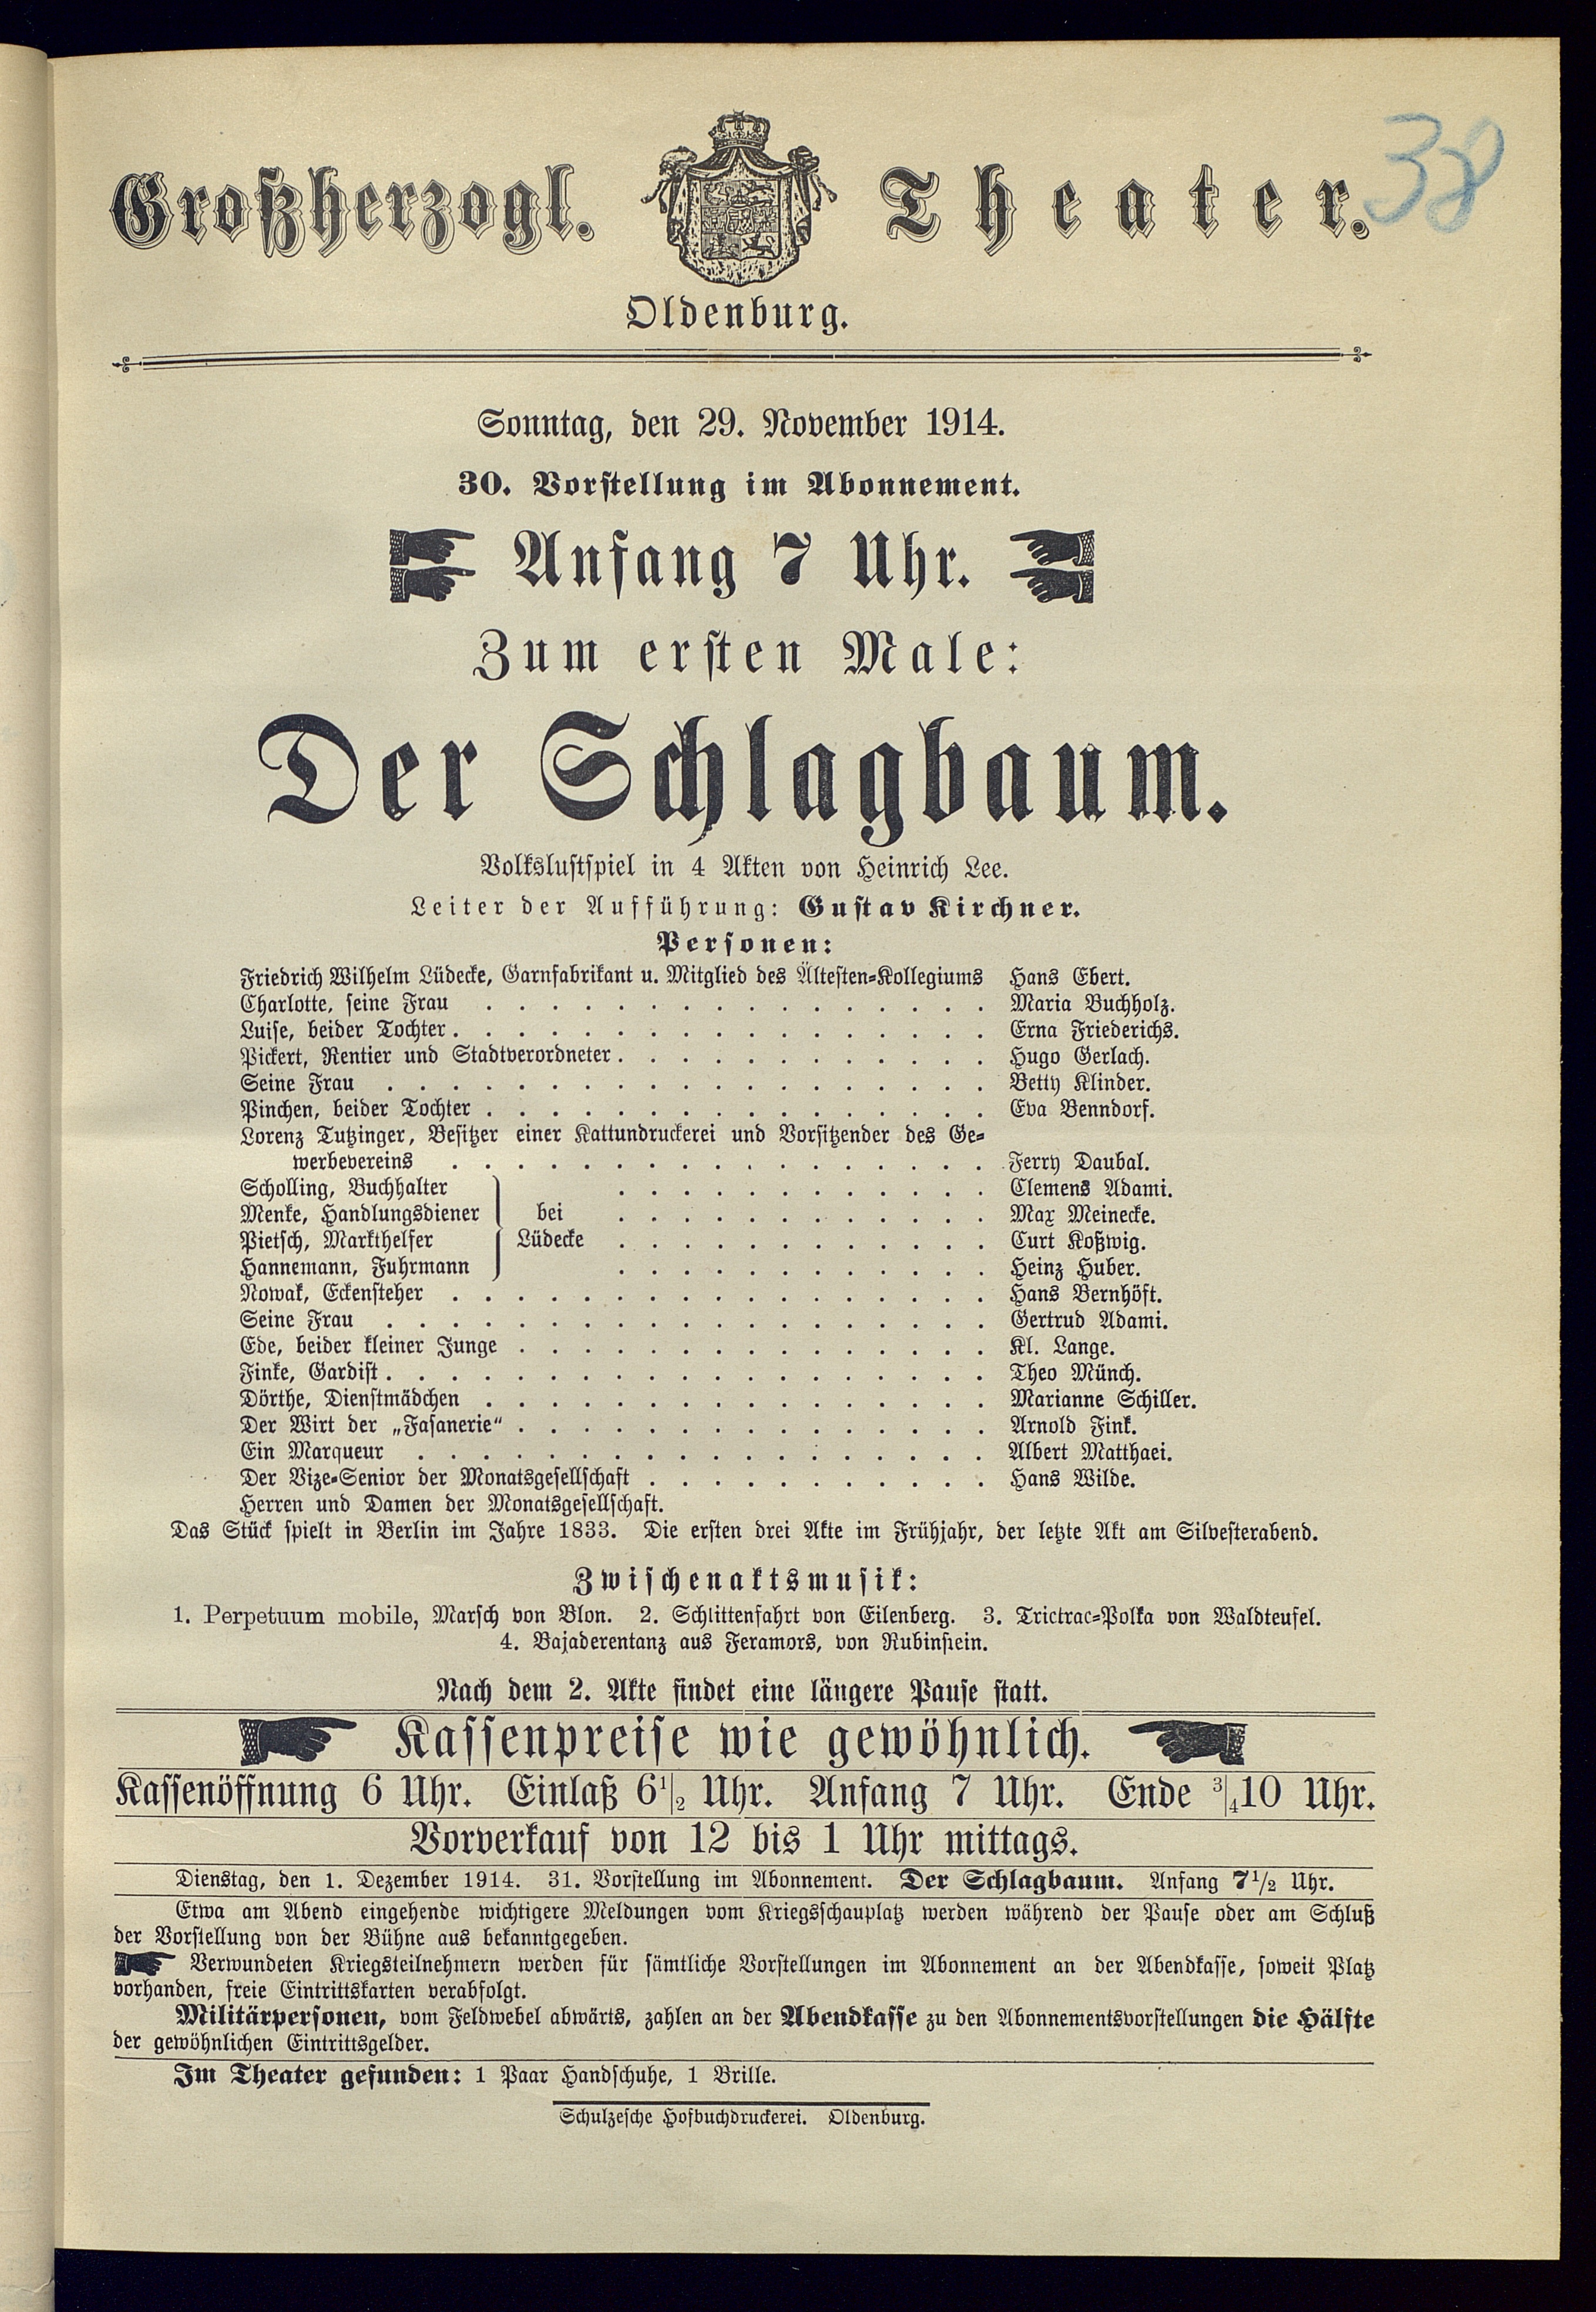 Großherzogl. Theater.
38
Oldenburg.
Sonntag, den 29. November 1914.
30. Vorstellung im Abonnement.
Anfang 7 Uhr.
Zum ersten Male:
Der Schlagbaum.
Volkslustspiel in 4 Akten von Heinrich Lee.
Leiter der Aufführung: Gustav Kirchner.
Personen:
Friedrich Wilhelm Lüdecke, Garnfabrikant u. Mitglied des Ältesten-Kollegiums Hans Ebert.
Charlotte, seine Frau . . . . . . . . . . . . . . . . Maria Buchholz.
Luise, beider Tochter . . . . . . . . . . . . . . . . . Erna Friederichs.
Pickert, Rentier und Stadtverordneter . . . . . . . . . . . . Hugo Gerlach.
Seine Frau . . . . . . . . . . . . . . . . . . . Betty Klinder.
Pinchen, beider Tochter . . . . . . . . . . . . . . . . Eva Benndorf.
Lorenz Tutzinger, Besitzer einer Kattundruckerei und Vorsitzender des Ge-
werbevereins . . . . . . . . . . . . . . . . . Ferry Daubal.
Scholling, Buchhalter . . . . . . . . . . . . Clemens Adami.
Menke, Handlungsdiener bei . . . . . . . . . . . . Max Meinecke.
Pietsch, Markthelfer Lüdecke . . . . . . . . . . . . Curt Koßwig.
Hannemann, Fuhrmann . . . . . . . . . . . . Heinz Huber.
Nowak, Eckensteher . . . . . . . . . . . . . . . . . Hans Bernhöft.
Seine Frau . . . . . . . . . . . . . . . . . . . Gertrud Adami.
Ede, beider kleiner Junge . . . . . . . . . . . . . . . Kl. Lange.
Finke, Gardist . . . . . . . . . . . . . . . . . . . Theo Münch.
Dörthe, Dienstmädchen . . . . . . . . . . . . . . . . Marianne Schiller.
Der Wirt der „Fasanerie“ . . . . . . . . . . . . . . . Arnold Fink.
Ein Marqueur . . . . . . . . . . . . . . . . . . Albert Matthaei.
Der Vize-Senior der Monatsgesellschaft . . . . . . . . . . . Hans Wilde.
Herren und Damen der Monatsgesellschaft.
Das Stück spielt in Berlin im Jahre 1833. Die ersten drei Akte im Frühjahr, der letzte Akt am Silvesterabend.
Zwischenaktsmusik:
1. Perpetuum mobile, Marsch von Blon. 2. Schlittenfahrt von Eilenberg. 3. Trictrac-Polka von Waldteufel.
4. Bajaderentanz aus Feramors, von Rubinstein.
Nach dem 2. Akte findet eine längere Pause statt.
Kassenpreise wie gewöhnlich.
Kassenöffnung 6 Uhr. Einlaß 6 1/2 Uhr. Anfang 7 Uhr. Ende 3/4 10 Uhr.
Vorverkauf von 12 bis 1 Uhr mittags.
Dienstag, den 1. Dezember 1914. 31. Vorstellung im Abonnement. Der Schlagbaum. Anfang 7 1/2 Uhr.
Etwa am Abend eingehende wichtigere Meldungen vom Kriegsschauplatz werden während der Pause oder am Schluß
der Vorstellung von der Bühne aus bekanntgegeben.
Verwundeten Kriegsteilnehmern werden für sämtliche Vorstellungen im Abonnement an der Abendkasse, soweit Platz
vorhanden, freie Eintrittskarten verabfolgt.
Militärpersonen, vom Feldwebel abwärts, zahlen an der Abendkasse zu den Abonnementsvorstellungen die Hälfte
der gewöhnlichen Eintrittsgelder.
Im Theater gefunden: 1 Paar Handschuhe, 1 Brille.
Schulzesche Hofbuchdruckerei. Oldenburg.